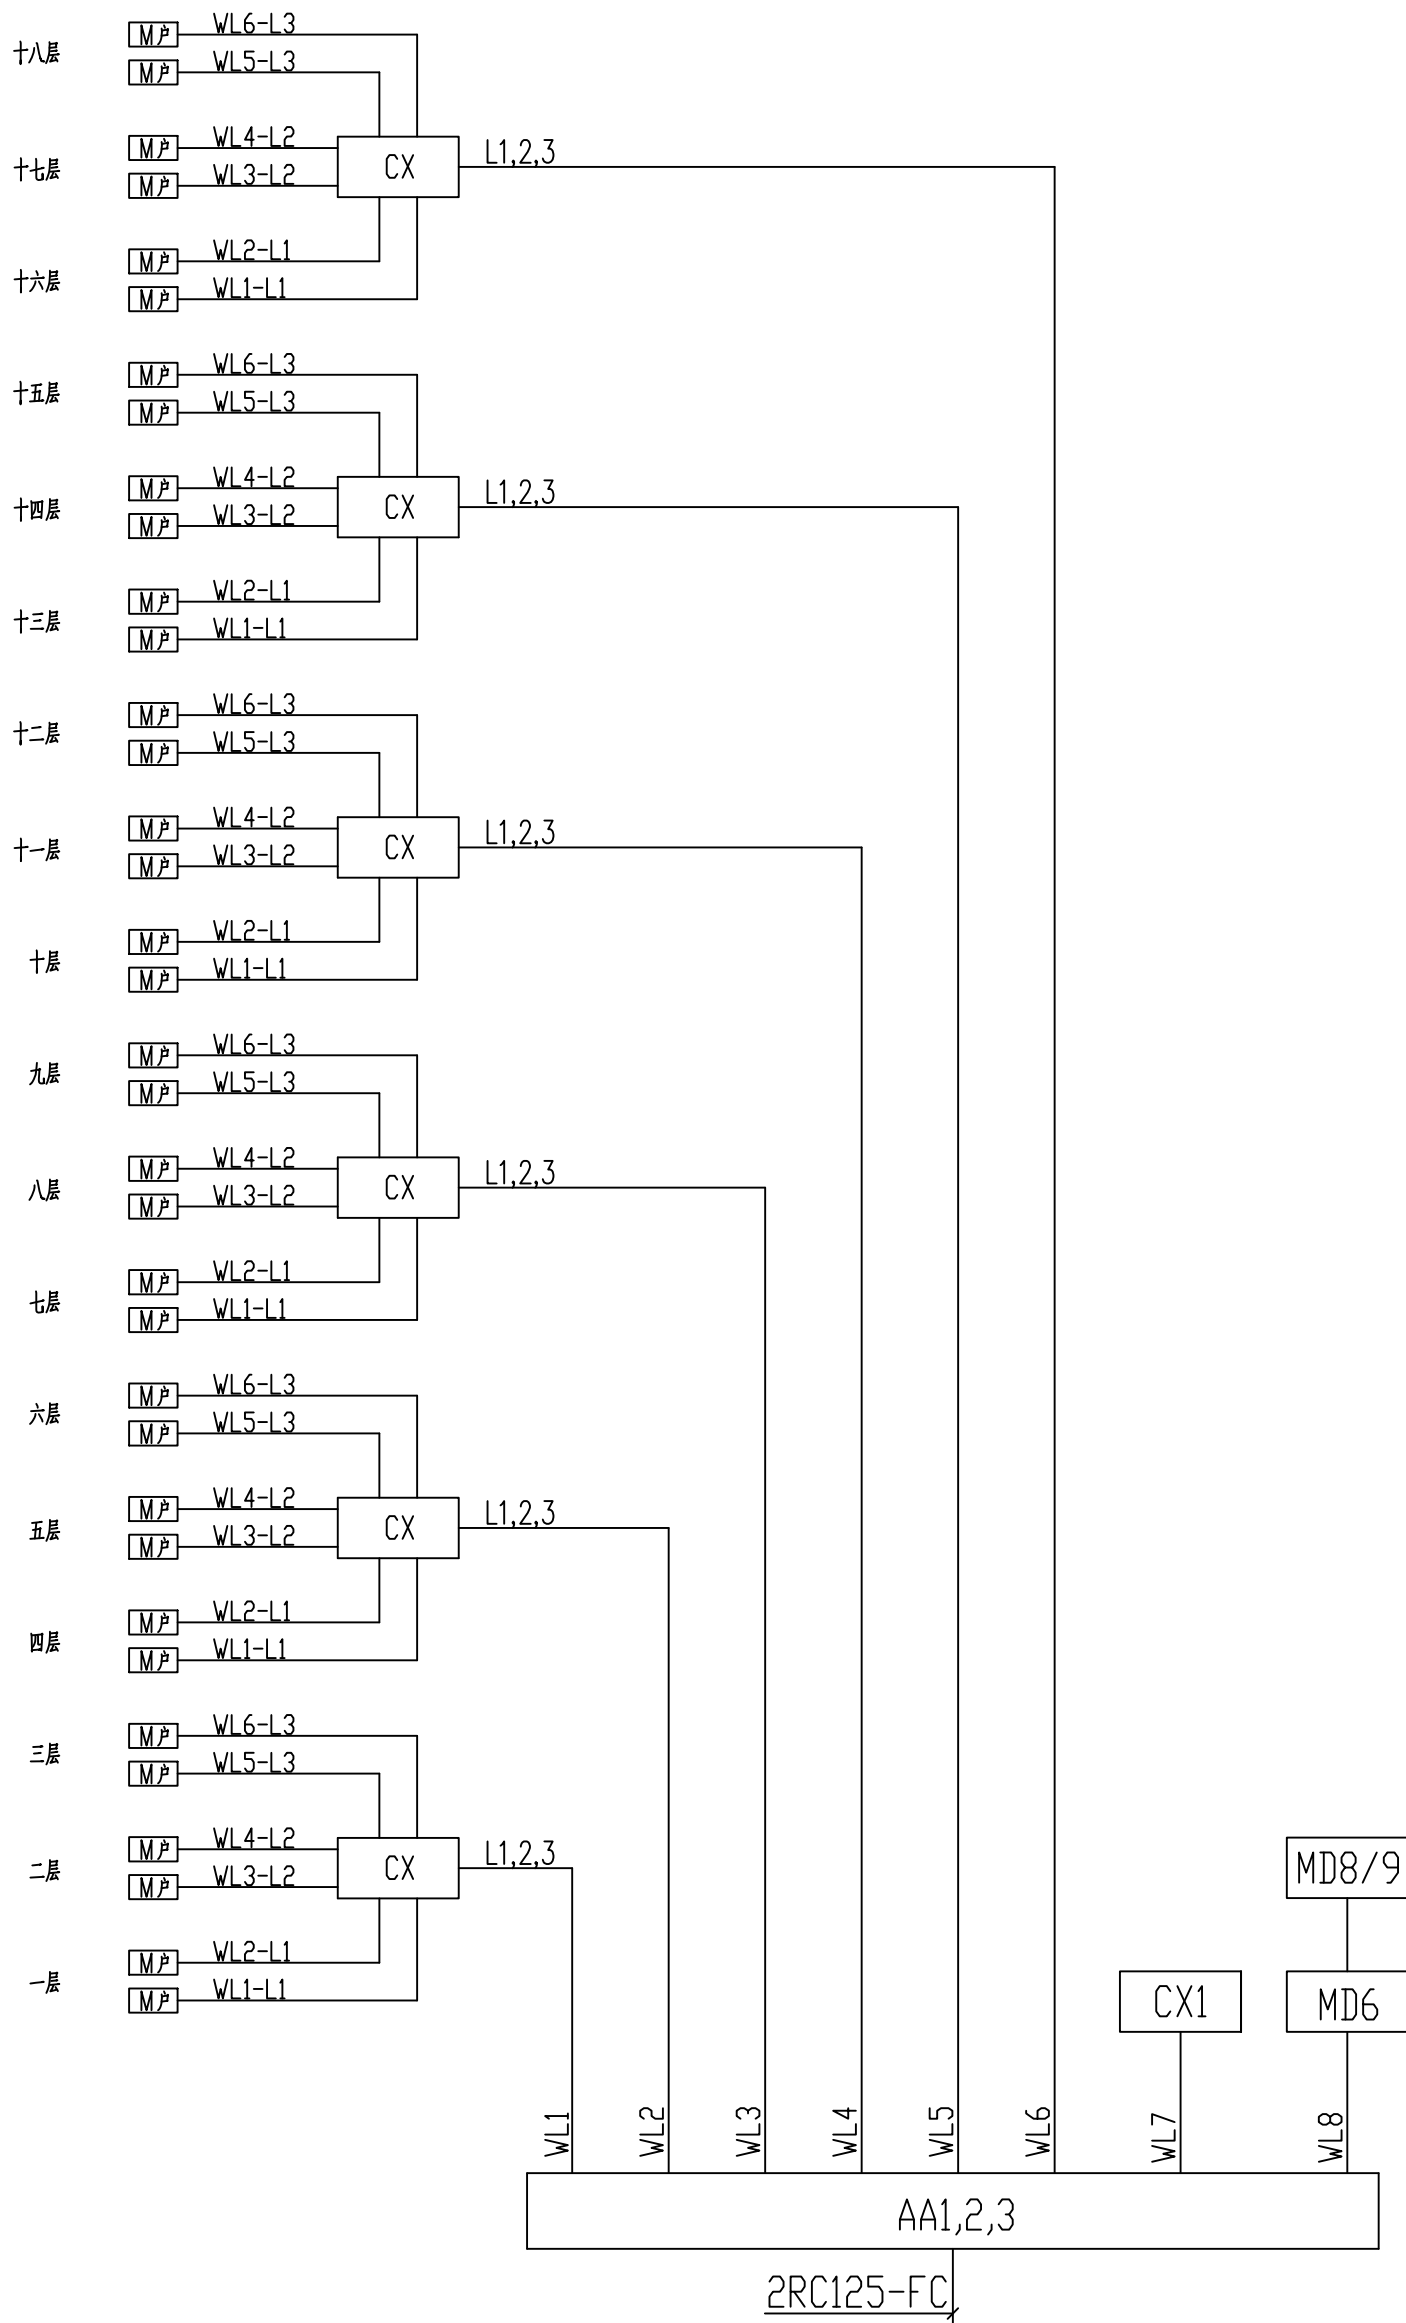 M户 WL6-L3
十八层
M户 WL5-L3
M户 WL4-L2
十七层 CX L1,2,3
M户 WL3-L2
M户 WL2-L1
十六层
M户 WL1-L1
M户 WL6-L3
十五层
M户 WL5-L3
M户 WL4-L2
十四层 CX L1,2,3
M户 WL3-L2
M户 WL2-L1
十三层
M户 WL1-L1
M户 WL6-L3
十二层
M户 WL5-L3
M户 WL4-L2
十一层 CX L1,2,3
M户 WL3-L2
M户 WL2-L1
十层
M户 WL1-L1
M户 WL6-L3
九层
M户 WL5-L3
M户 WL4-L2
八层 CX L1,2,3
M户 WL3-L2
M户 WL2-L1
七层
M户 WL1-L1
M户 WL6-L3
六层
M户 WL5-L3
M户 WL4-L2
五层 CX L1,2,3
M户 WL3-L2
M户 WL2-L1
四层
M户 WL1-L1
M户 WL6-L3
三层
M户 WL5-L3
M户 WL4-L2
二层 CX L1,2,3 MD8/9
M户 WL3-L2
M户 WL2-L1
一层
M户 WL1-L1
CX1 MD6
WL1 WL2 WL3 WL4 WL5 WL6 WL7 WL8
AA1,2,3
2RC125-FC